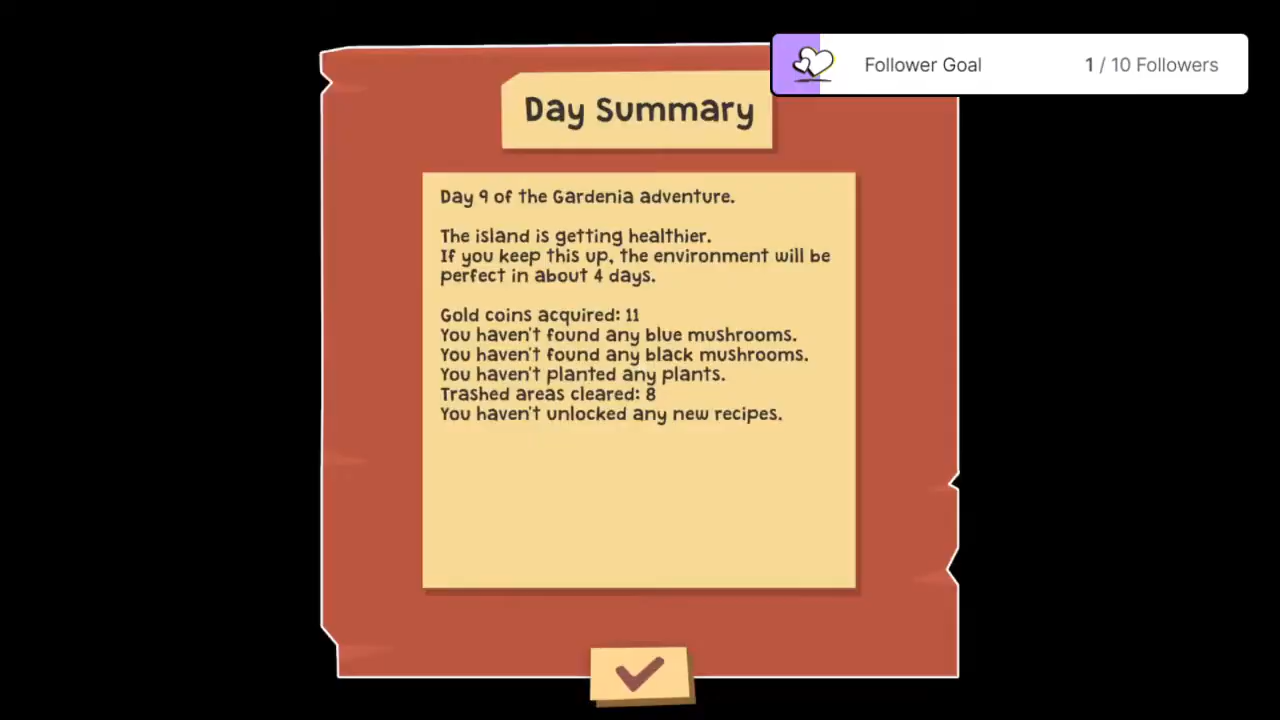 Follower Goal 1 / 10 Followers
Day Summary
Day 9 of the Gardenia adventure.
The island is getting healthier.
If you keep this up, the environment will be
perfect in about 4 days.
Gold coins acquired: 11
You haven't found any blue mushrooms.
You haven't found any black mushrooms.
You haven't planted any plants.
Trashed areas cleared: 8
You haven't unlocked any new recipes.